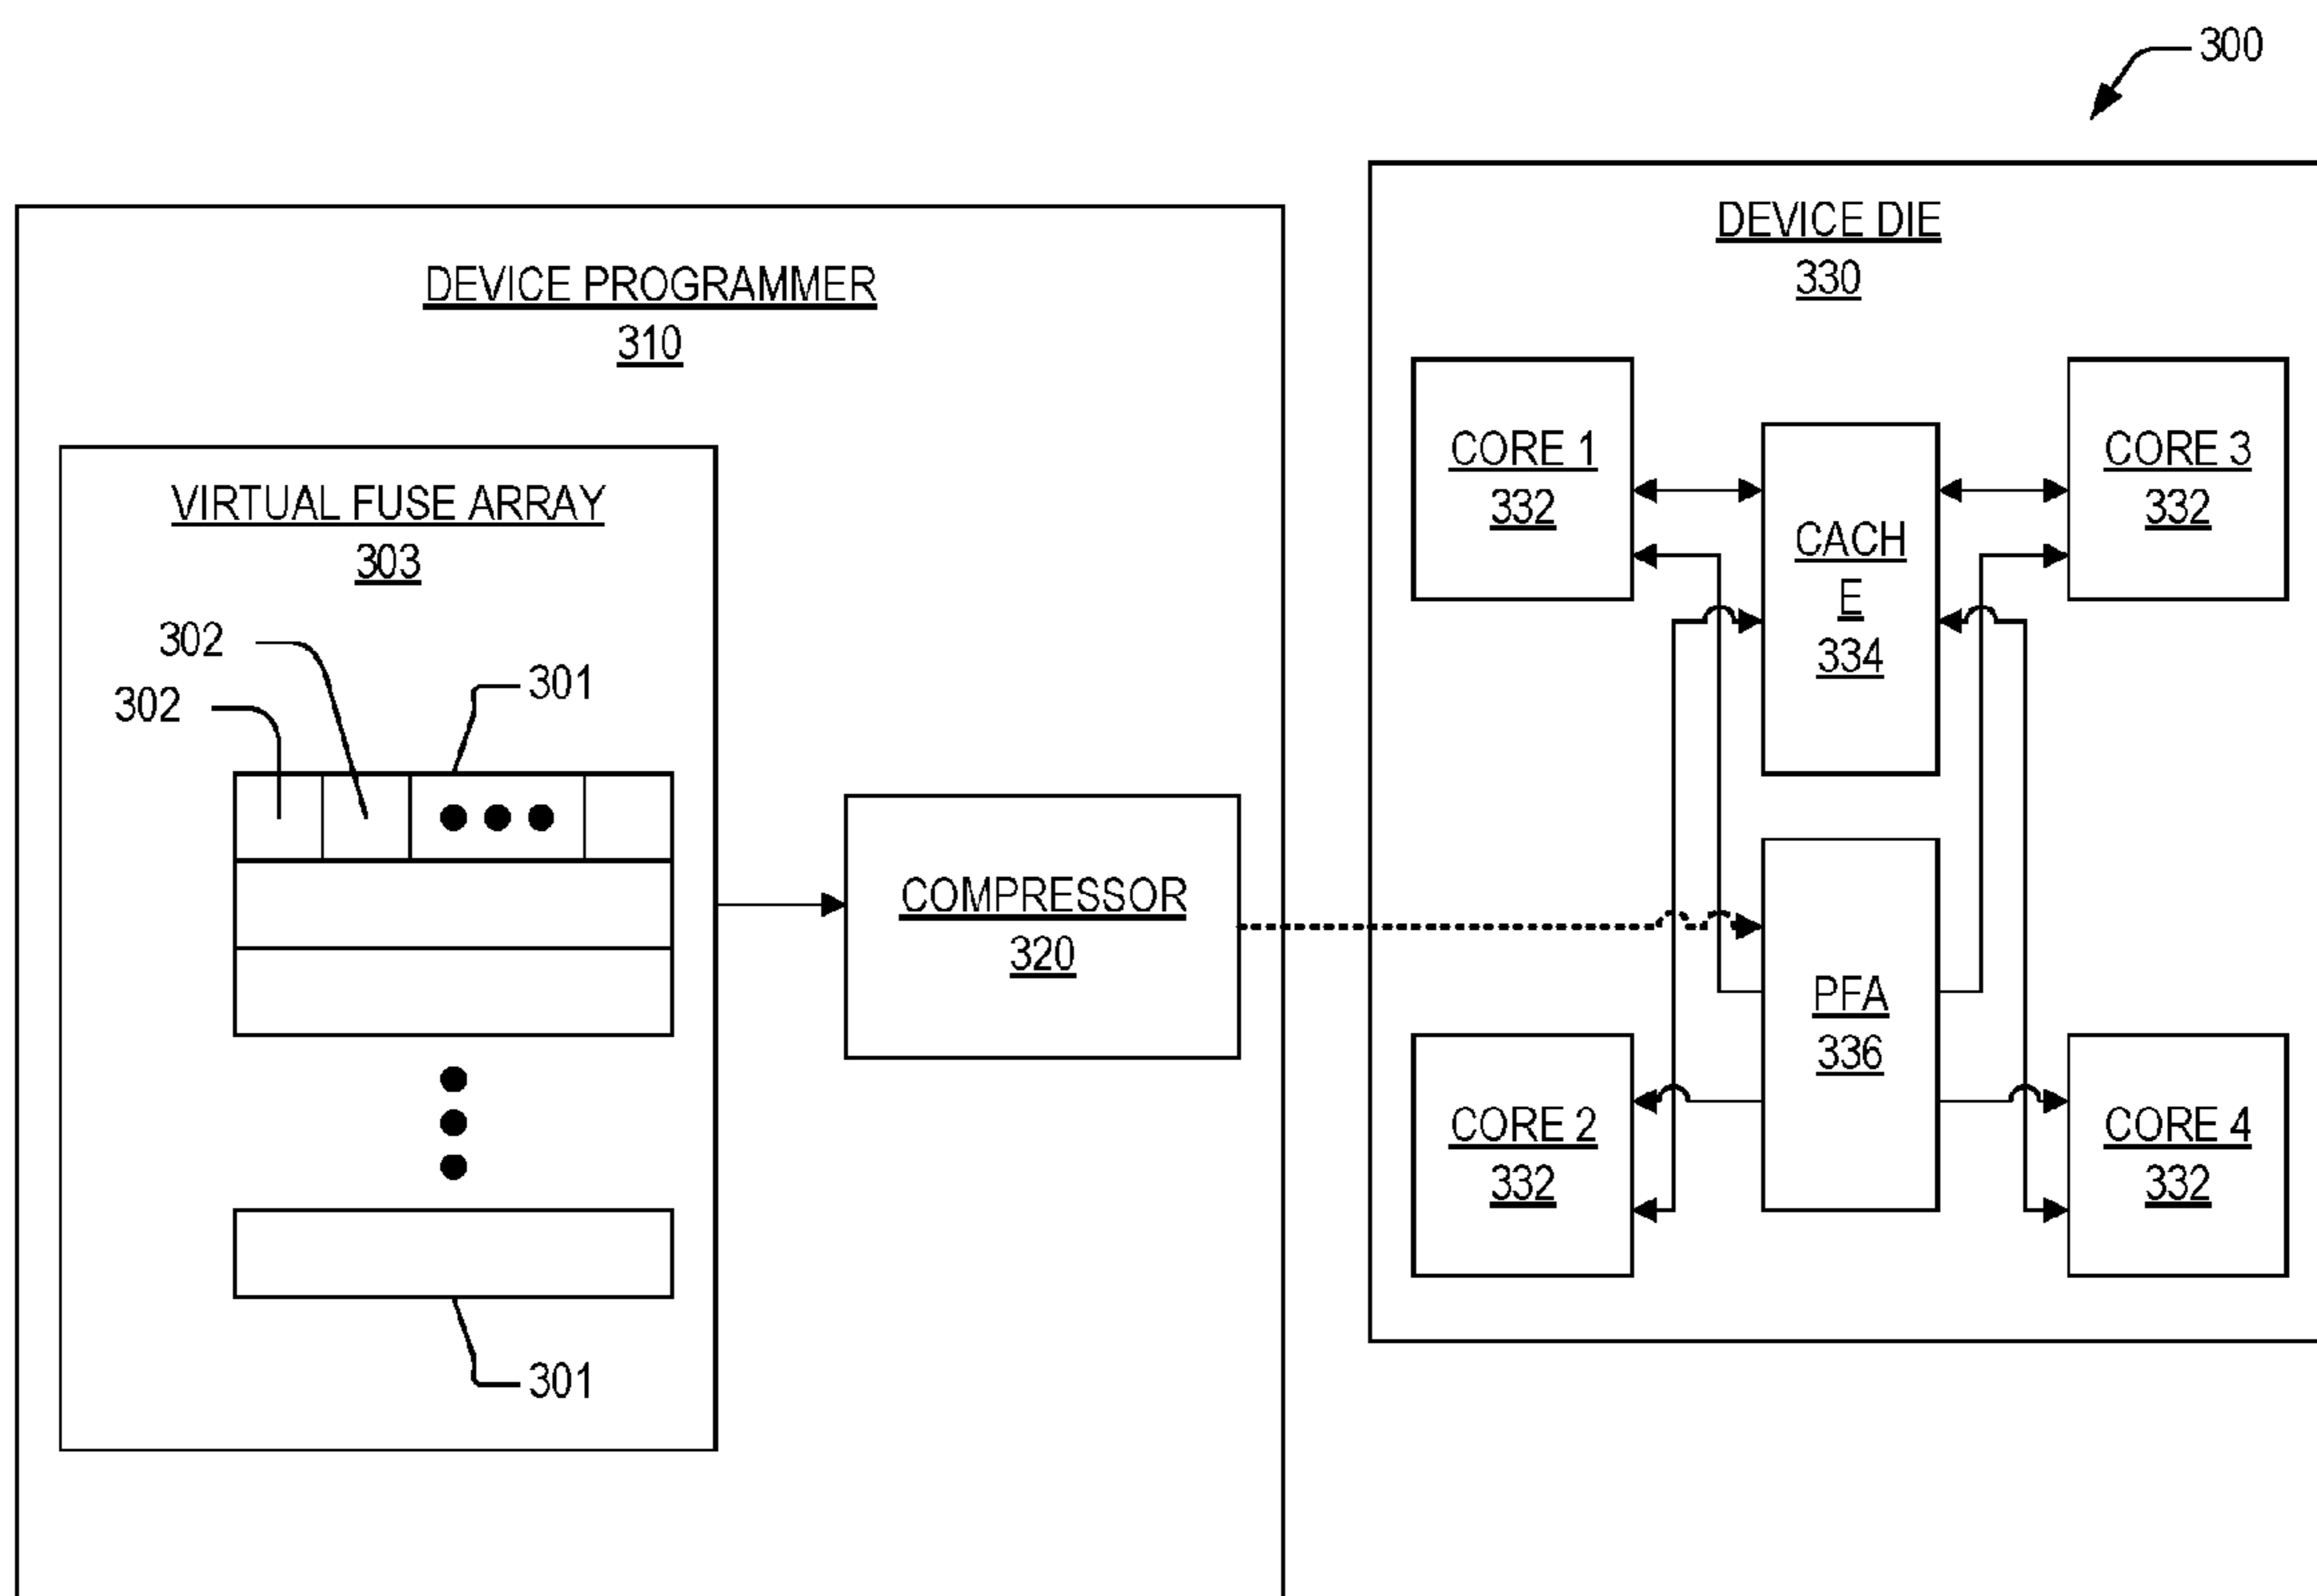 300
DEVICE PROGRAMMER
310
VIRTUAL FUSE ARRAY
303
302
302
301
301
COMPRESSOR
320
DEVICE DIE
330
CORE 1
332
CACH
E
334
CORE 3
332
PFA
336
CORE 2
332
CORE 4
332